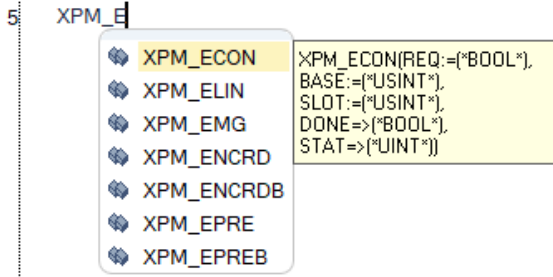 5 XPM_E
XPM_ECON
XPM_ELIN
XPM_EMG
XPM_ENCRD
XPM_ENCRDB
XPM_EPRE
XPM_EPREB
XPM_ECON(REQ:=(*BOOL*),
BASE:=(*USINT*),
SLOT:=(*USINT*),
DONE=>(*BOOL*),
STAT=>(*UINT*))